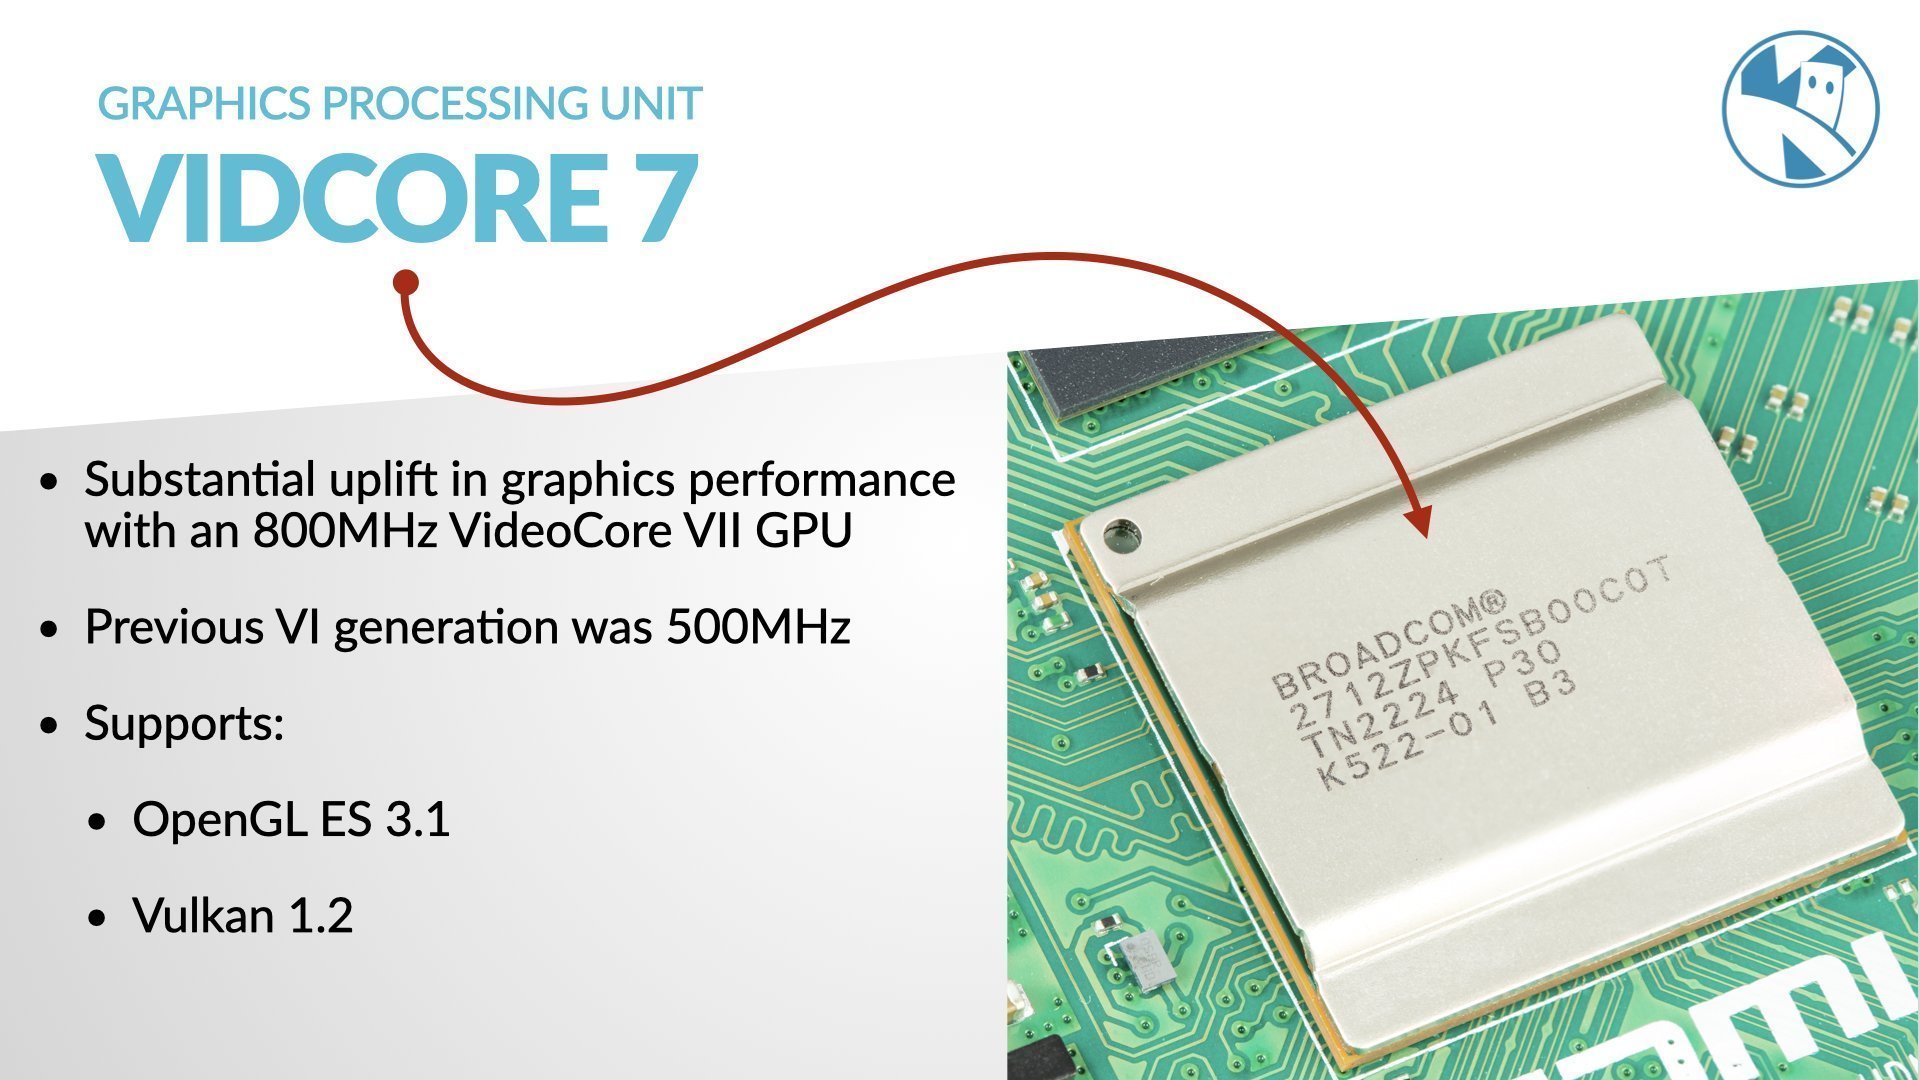 GRAPHICS PROCESSING UNIT
VIDCORE 7
• Substantial uplift in graphics performance
with an 800MHz VideoCore VII GPU
• Previous VI generation was 500MHz
• Supports:
• OpenGL ES 3.1
• Vulkan 1.2
BROADCOM®
2712ZPKFSB00C0T
TN2224 P30
K522-01 B3